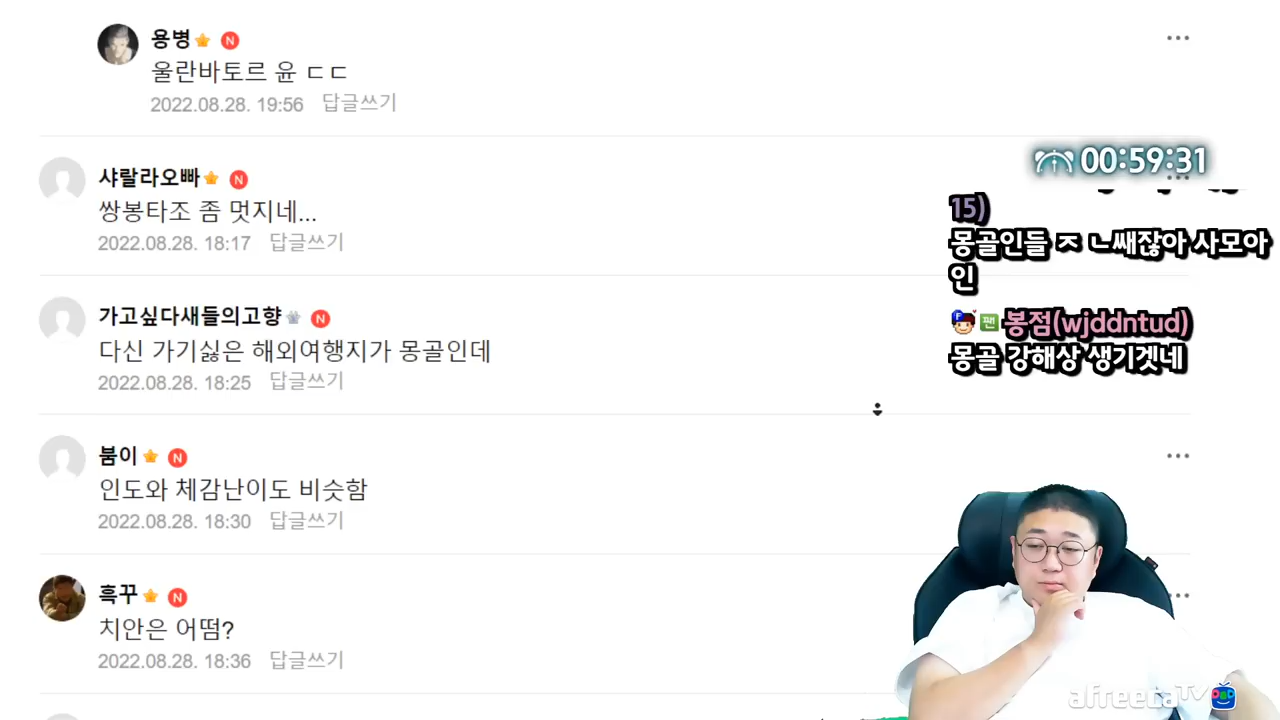 용병
N
울란바토르 윤 ㄷㄷ
2022.08.28. 19:56 답글쓰기
샤랄라오빠
N
쌍봉타조 좀 멋지네...
2022.08.28. 18:17 답글쓰기
가고싶다새들의고향
N
다신 가기싫은 해외여행지가 몽골인데
2022.08.28. 18:25 답글쓰기
붐이
N
인도와 체감난이도 비슷함
2022.08.28. 18:30 답글쓰기
흑꾸
N
치안은 어떰?
2022.08.28. 18:36 답글쓰기
00:59:31
15)
몽골인들 ㅈㄴ쌔잖아 사모아
인
F 팬 봉점(wjddntud)
몽골 강해상 생기겟네
afreecaTV